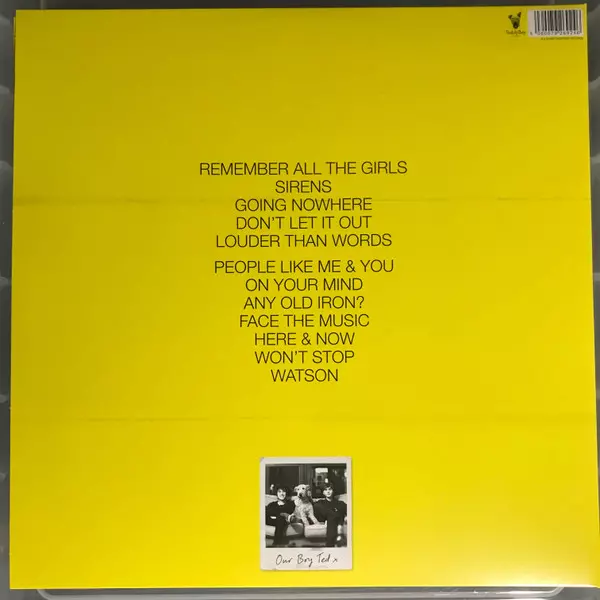 REMEMBER ALL THE GIRLS
SIRENS
GOING NOWHERE
DON'T LET IT OUT
LOUDER THAN WORDS
PEOPLE LIKE ME & YOU
ON YOUR MIND
ANY OLD IRON?
FACE THE MUSIC
HERE & NOW
WON'T STOP
WATSON
Our Boy Ted x